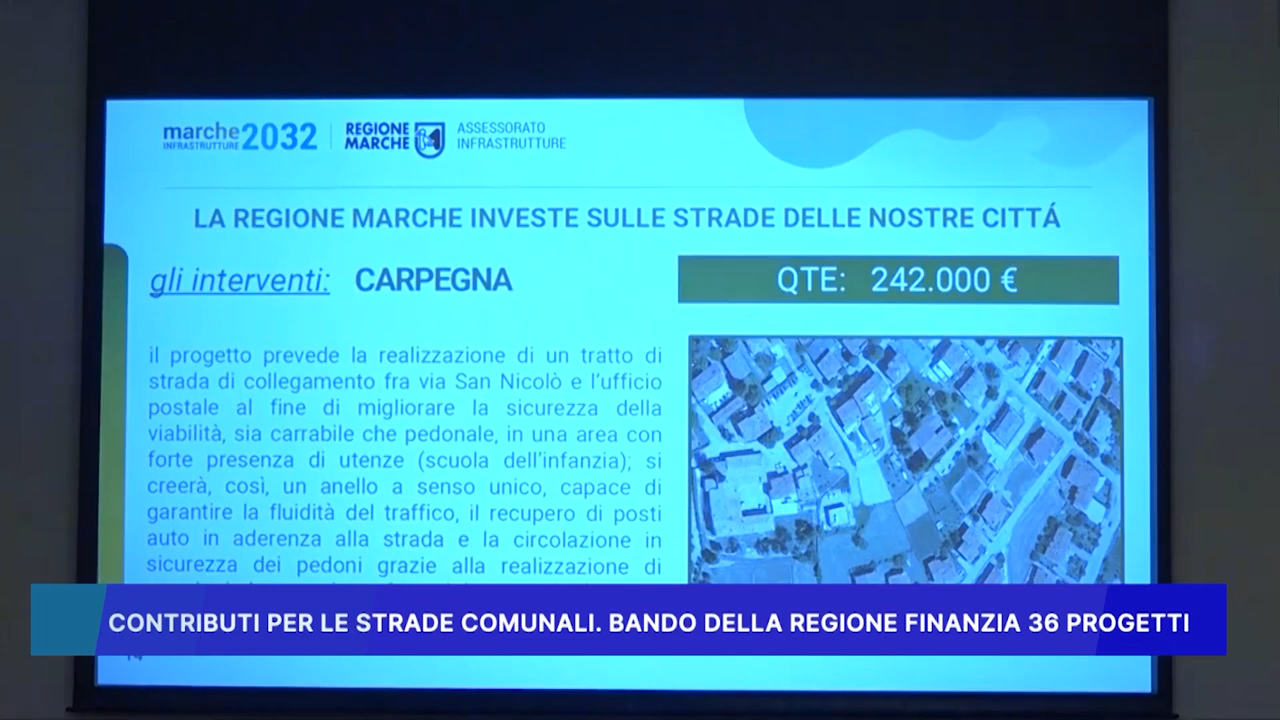 marche2032
INFRASTRUTTURE
REGIONE
MARCHE
ASSESSORATO
INFRASTRUTTURE
LA REGIONE MARCHE INVESTE SULLE STRADE DELLE NOSTRE CITTÁ
gli interventi: CARPEGNA
QTE: 242.000 €
il progetto prevede la realizzazione di un tratto di
strada di collegamento fra via San Nicolò e l'ufficio
postale al fine di migliorare la sicurezza della
viabilità, sia carrabile che pedonale, in una area con
forte presenza di utenze (scuola dell'infanzia); si
creerà, così, un anello a senso unico, capace di
garantire la fluidità del traffico, il recupero di posti
auto in aderenza alla strada e la circolazione in
sicurezza dei pedoni grazie alla realizzazione di
CONTRIBUTI PER LE STRADE COMUNALI. BANDO DELLA REGIONE FINANZIA 36 PROGETTI